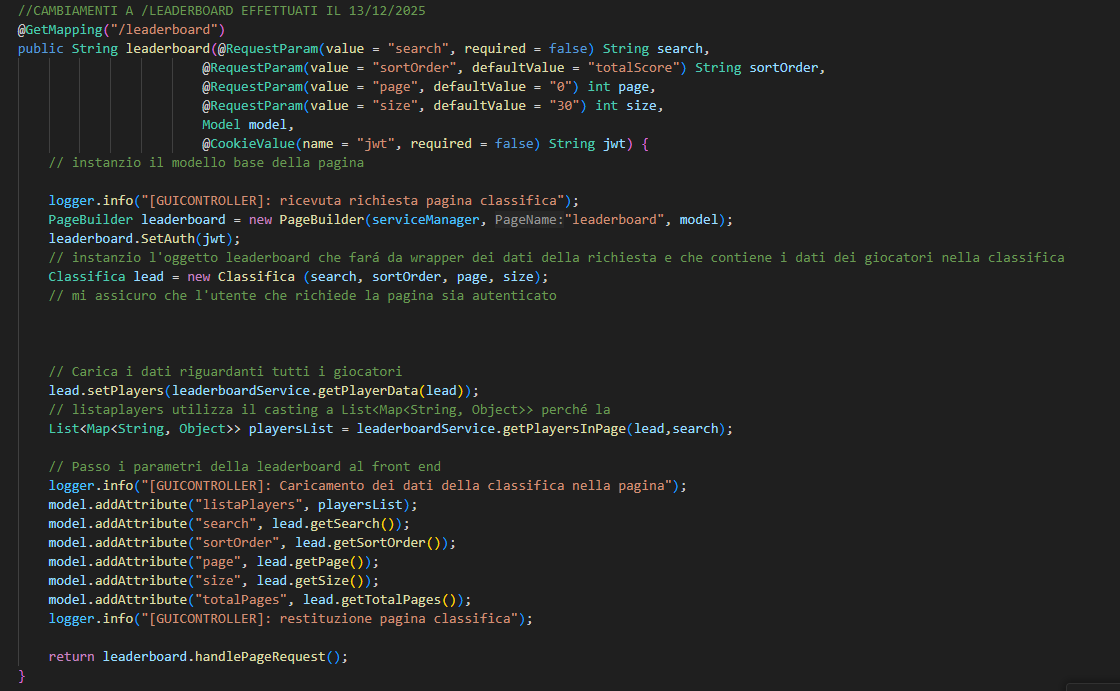 //CAMBIAMENTI A /LEADERBOARD EFFETTUATI IL 13/12/2025
@GetMapping("/leaderboard")
public String leaderboard(@RequestParam(value = "search", required = false) String search,
@RequestParam(value = "sortOrder", defaultValue = "totalScore") String sortOrder,
@RequestParam(value = "page", defaultValue = "0") int page,
@RequestParam(value = "size", defaultValue = "30") int size,
Model model,
@CookieValue(name = "jwt", required = false) String jwt) {
// instanzio il modello base della pagina
logger.info("[GUICONTROLLER]: ricevuta richiesta pagina classifica");
PageBuilder leaderboard = new PageBuilder(serviceManager, PageName:"leaderboard", model);
leaderboard.SetAuth(jwt);
// instanzio l'oggetto leaderboard che fará da wrapper dei dati della richiesta e che contiene i dati dei giocatori nella classifica
Classifica lead = new Classifica (search, sortOrder, page, size);
// mi assicuro che l'utente che richiede la pagina sia autenticato
// Carica i dati riguardanti tutti i giocatori
lead.setPlayers(leaderboardService.getPlayerData(lead));
// listaplayers utilizza il casting a List<Map<String, Object>> perché la
List<Map<String, Object>> playersList = leaderboardService.getPlayersInPage(lead,search);
// Passo i parametri della leaderboard al front end
logger.info("[GUICONTROLLER]: Caricamento dei dati della classifica nella pagina");
model.addAttribute("listaPlayers", playersList);
model.addAttribute("search", lead.getSearch());
model.addAttribute("sortOrder", lead.getSortOrder());
model.addAttribute("page", lead.getPage());
model.addAttribute("size", lead.getSize());
model.addAttribute("totalPages", lead.getTotalPages());
logger.info("[GUICONTROLLER]: restituzione pagina classifica");
return leaderboard.handlePageRequest();
}